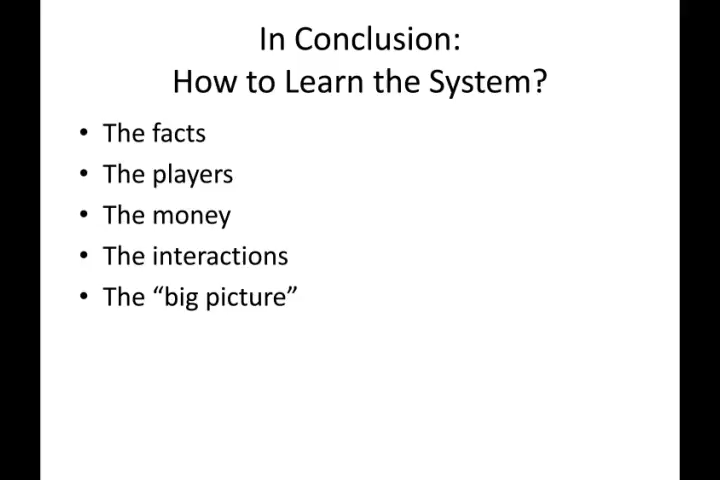 In Conclusion:
How to Learn the System?
• The facts
• The players
• The money
• The interactions
• The “big picture”